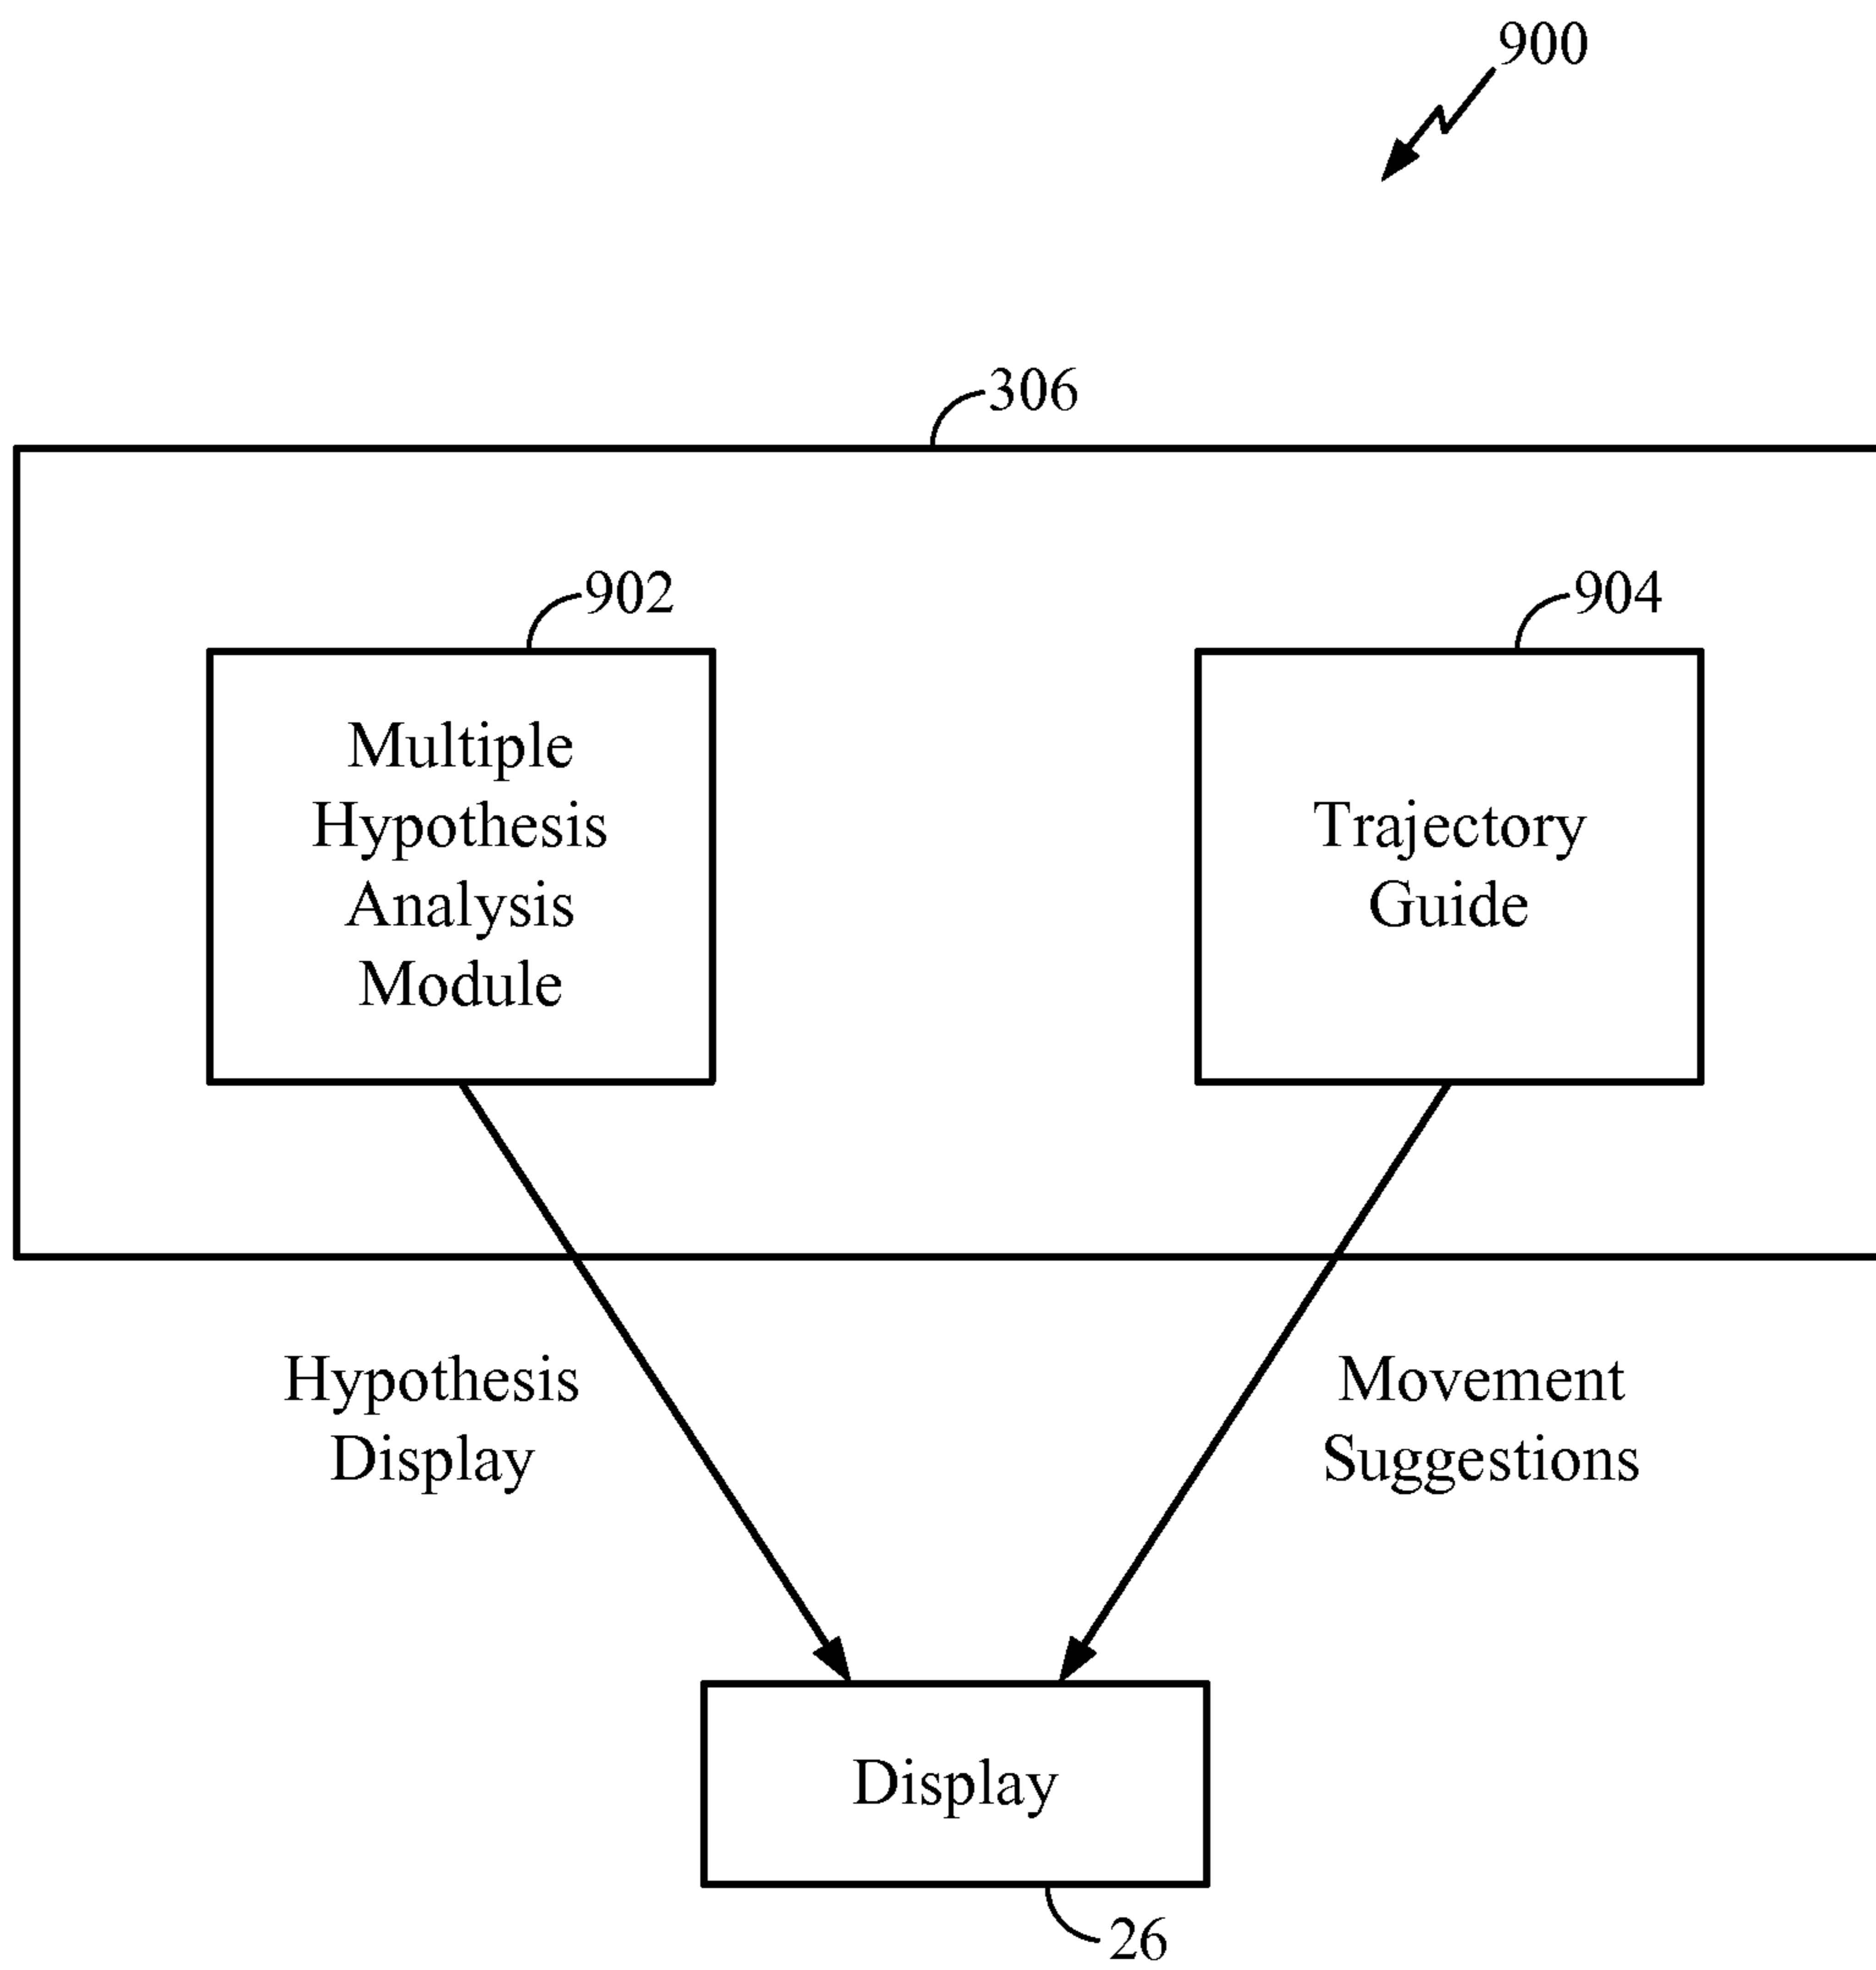 900
306
902
904
Multiple
Hypothesis
Analysis
Module
Trajectory
Guide
Hypothesis
Display
Movement
Suggestions
Display
26